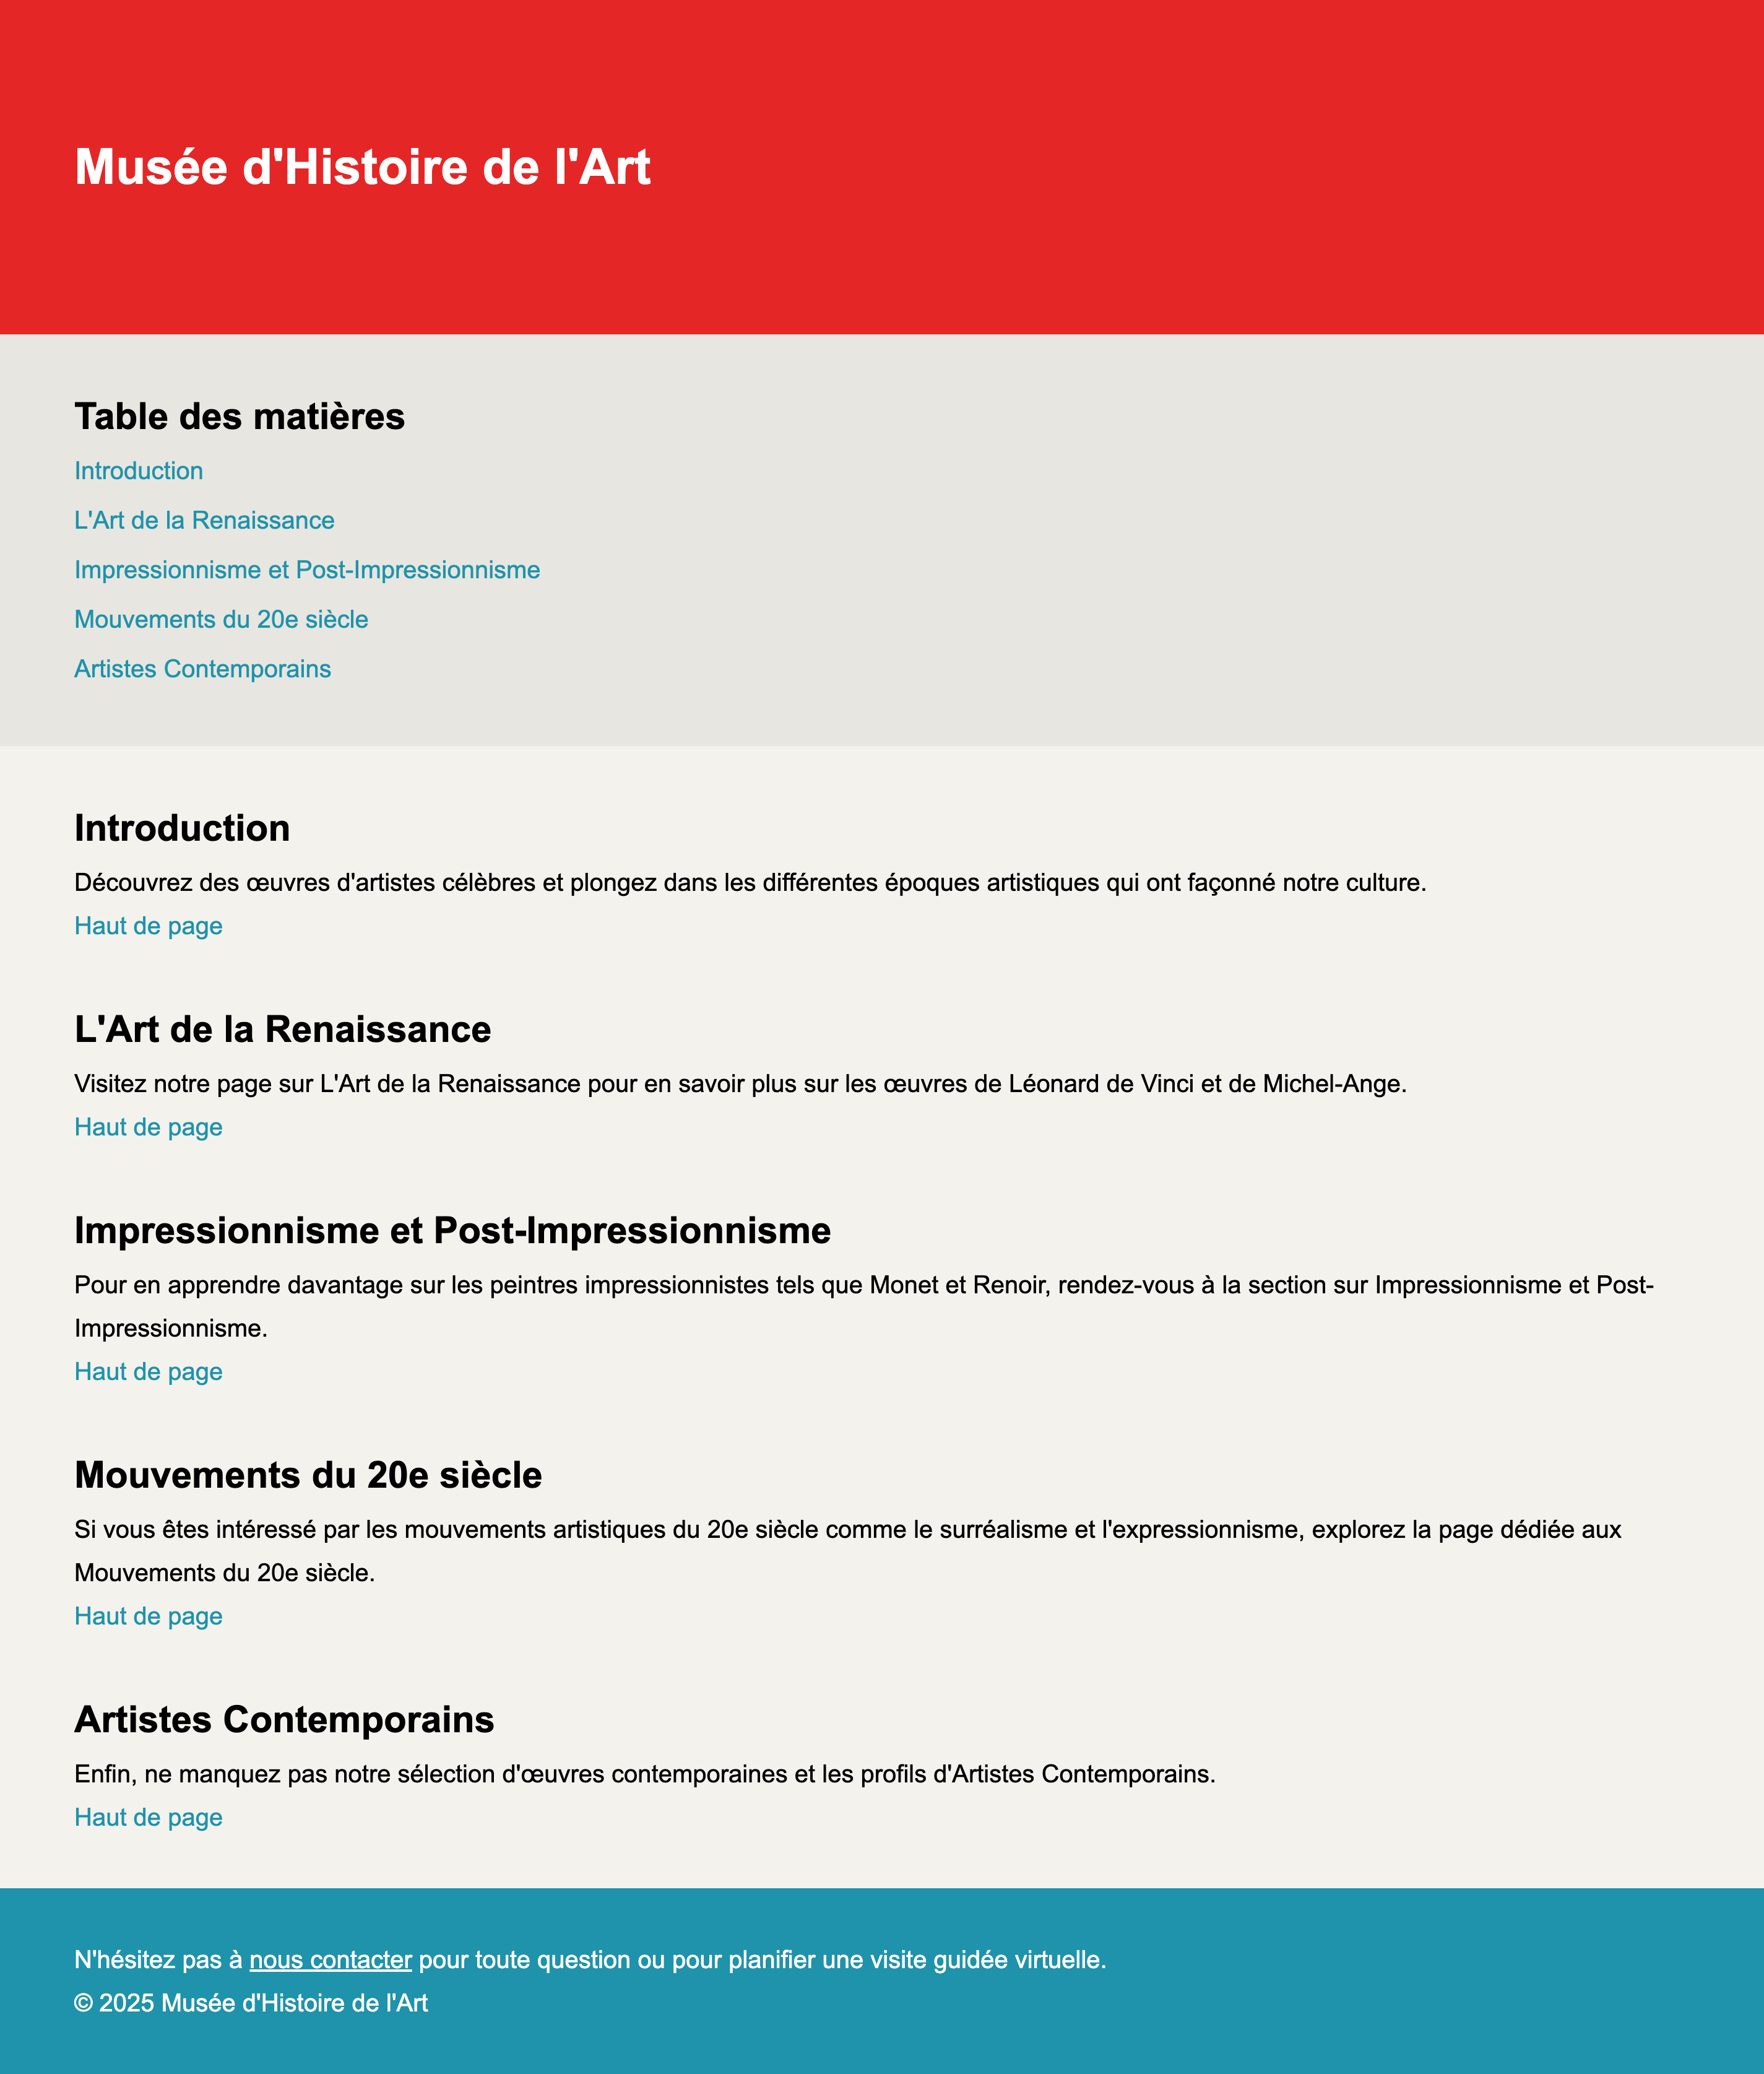 Musée d'Histoire de l'Art
Table des matières
Introduction
L'Art de la Renaissance
Impressionnisme et Post-Impressionnisme
Mouvements du 20e siècle
Artistes Contemporains
Introduction
Découvrez des œuvres d'artistes célèbres et plongez dans les différentes époques artistiques qui ont façonné notre culture.
Haut de page
L'Art de la Renaissance
Visitez notre page sur L'Art de la Renaissance pour en savoir plus sur les œuvres de Léonard de Vinci et de Michel-Ange.
Haut de page
Impressionnisme et Post-Impressionnisme
Pour en apprendre davantage sur les peintres impressionnistes tels que Monet et Renoir, rendez-vous à la section sur Impressionnisme et Post-
Impressionnisme.
Haut de page
Mouvements du 20e siècle
Si vous êtes intéressé par les mouvements artistiques du 20e siècle comme le surréalisme et l'expressionnisme, explorez la page dédiée aux
Mouvements du 20e siècle.
Haut de page
Artistes Contemporains
Enfin, ne manquez pas notre sélection d'œuvres contemporaines et les profils d'Artistes Contemporains.
Haut de page
N'hésitez pas à nous contacter pour toute question ou pour planifier une visite guidée virtuelle.
© 2025 Musée d'Histoire de l'Art